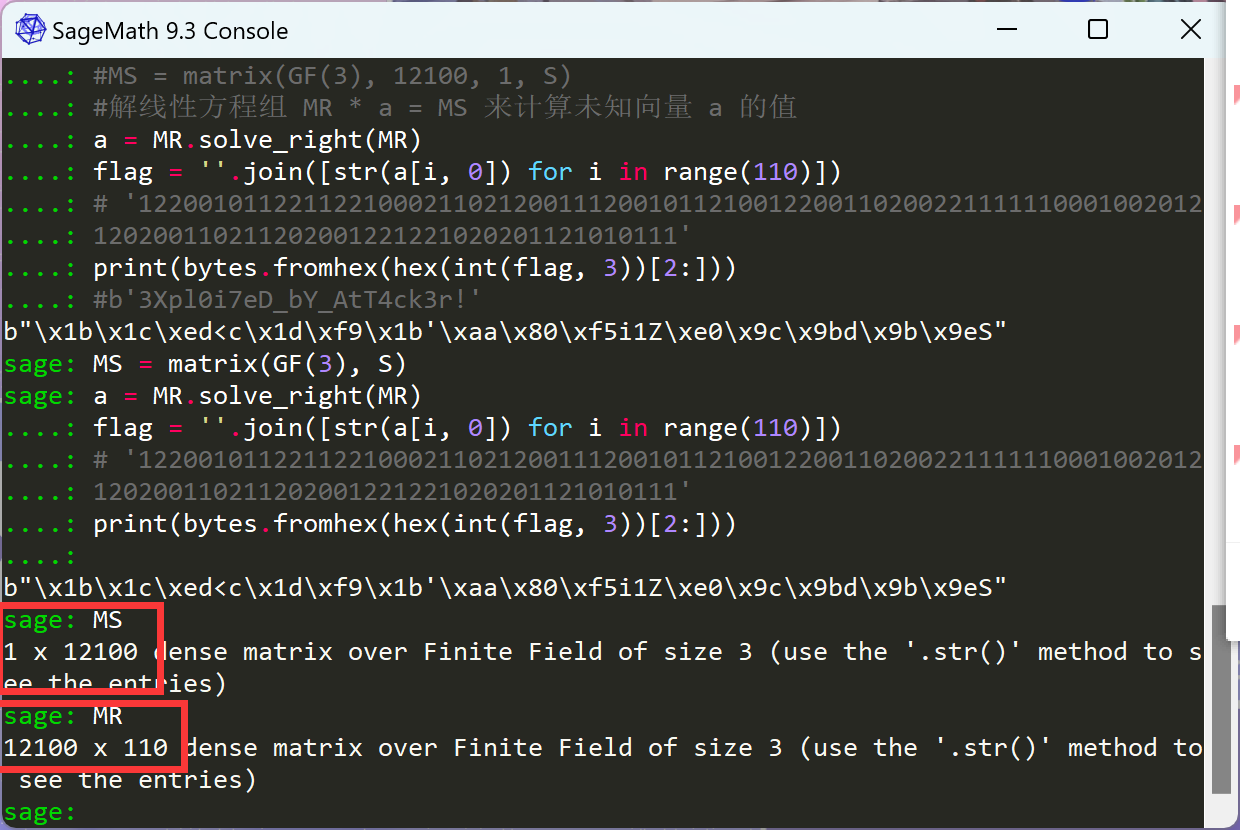 SageMath 9.3 Console
....: #MS = matrix(GF(3), 12100, 1, S)
....: #解线性方程组 MR * a = MS 来计算未知向量 a 的值
....: a = MR.solve_right(MR)
....: flag = ''.join([str(a[i, 0]) for i in range(110)])
....: # '12200101122112210002110212001112001011210012200110200221111110001002012
....: 120200110211202001221221020201121010111'
....: print(bytes.fromhex(hex(int(flag, 3))[2:]))
....: #b'3Xpl0i7eD_bY_AtT4ck3r!'
b"\x1b\x1c\xed<c\x1d\xf9\x1b'\xaa\x80\xf5i1Z\xe0\x9c\x9bd\x9b\x9eS"
sage: MS = matrix(GF(3), S)
sage: a = MR.solve_right(MR)
....: flag = ''.join([str(a[i, 0]) for i in range(110)])
....: # '12200101122112210002110212001112001011210012200110200221111110001002012
....: 120200110211202001221221020201121010111'
....: print(bytes.fromhex(hex(int(flag, 3))[2:]))
....:
b"\x1b\x1c\xed<c\x1d\xf9\x1b'\xaa\x80\xf5i1Z\xe0\x9c\x9bd\x9b\x9eS"
sage: MS
1 x 12100 dense matrix over Finite Field of size 3 (use the '.str()' method to s
ee the entries)
sage: MR
12100 x 110 dense matrix over Finite Field of size 3 (use the '.str()' method to
see the entries)
sage: